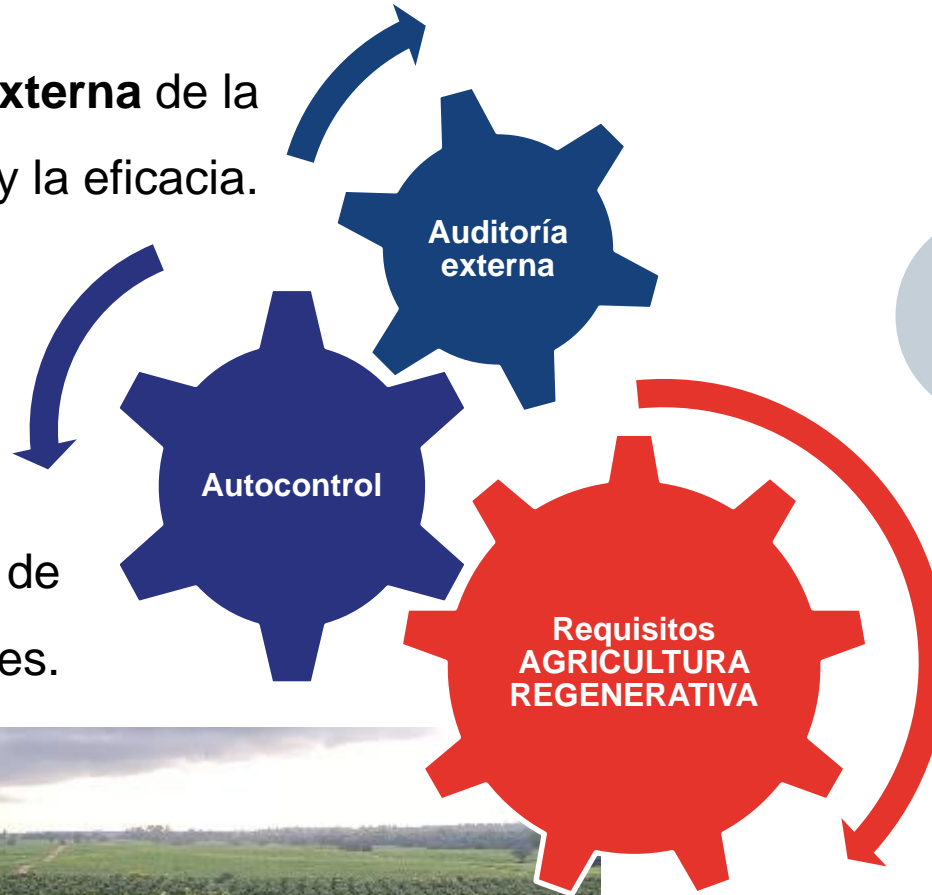 xterna de la
y la eficacia.
Auditoría
externa
Autocontrol
de
es.
Requisitos
AGRICULTURA
REGENERATIVA